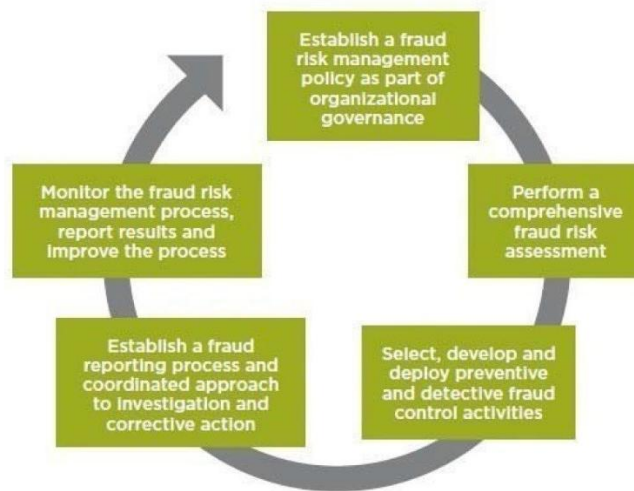 Establish a fraud
risk management
policy as part of
organizational
governance
Perform a
comprehensive
fraud risk
assessment
Select, develop and
deploy preventive
and detective fraud
control activities
Establish a fraud
reporting process and
coordinated approach
to investigation and
corrective action
Monitor the fraud risk
management process,
report results and
improve the process